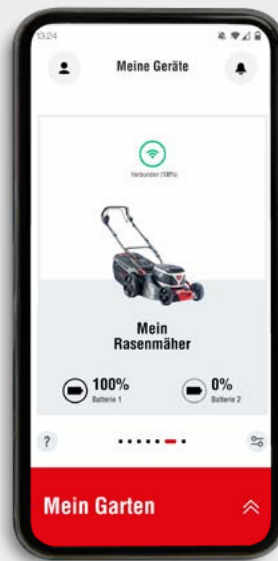 13:24
Meine Geräte
Verbunden (100%)
Mein
Rasenmäher
100%
Batterie 1
0%
Batterie 2
?
Mein Garten